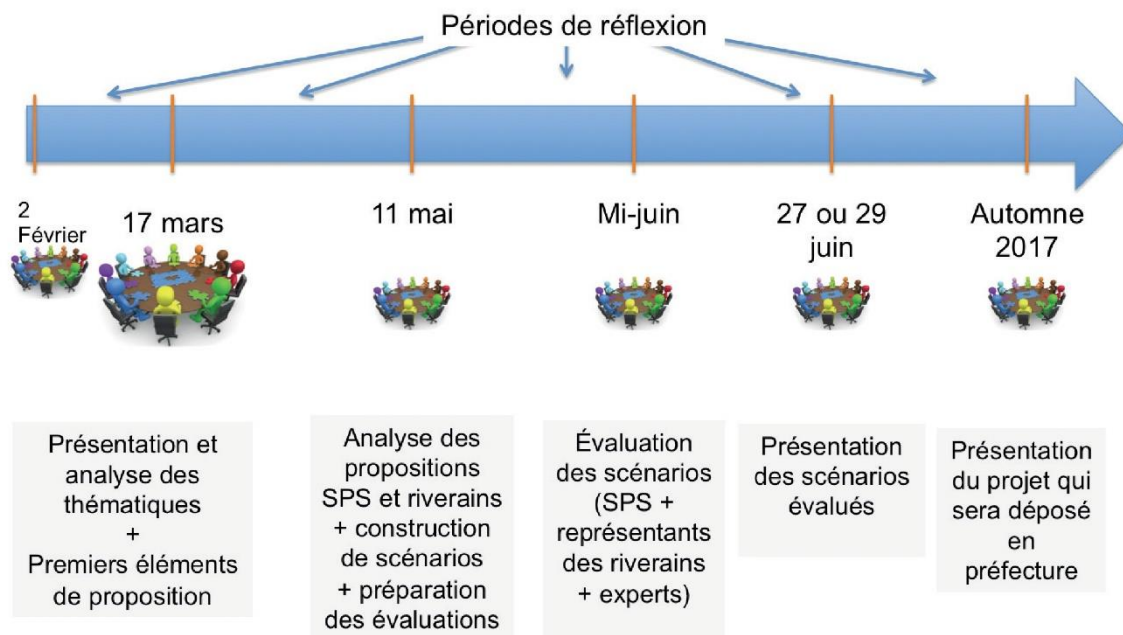 Périodes de réflexion
2
Février
17 mars
11 mai
Mi-juin
27 ou 29
juin
Automne
2017
Présentation et
analyse des
thématiques
+
Premiers éléments
de proposition
Analyse des
propositions
SPS et riverains
+ construction
de scénarios
+ préparation
des évaluations
Évaluation
des scénarios
(SPS +
représentants
des riverains
+ experts)
Présentation
des scénarios
évalués
Présentation
du projet qui
sera déposé
en
préfecture